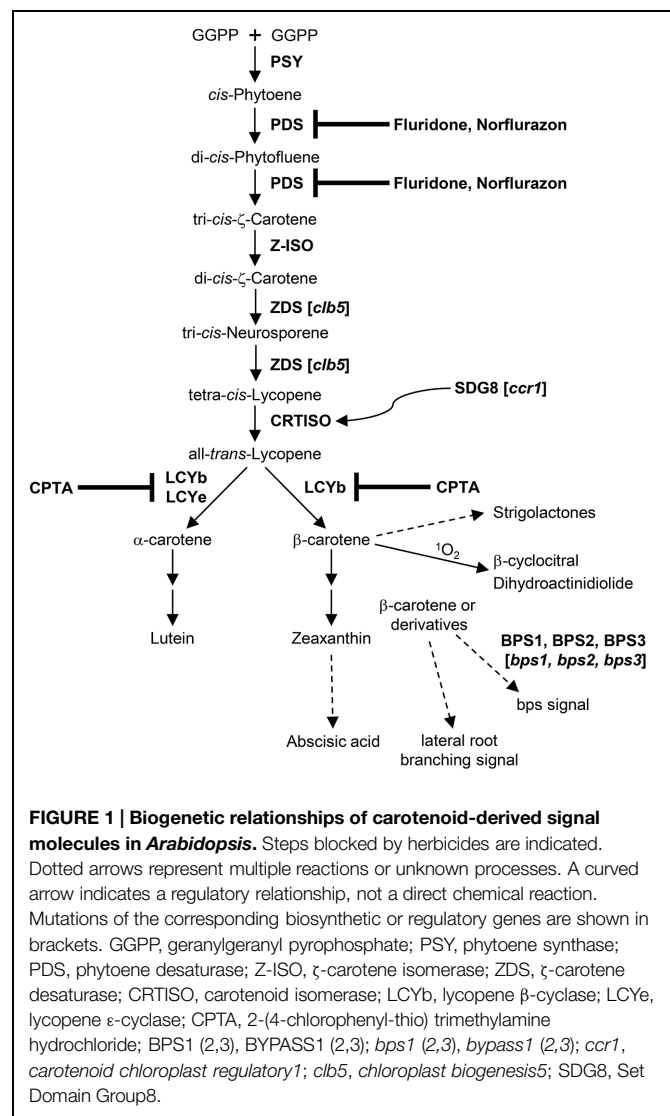 GGPP + GGPP
PSY
cis-Phytoene
PDS
Fluridone, Norflurazon
di-cis-Phytofluene
PDS
Fluridone, Norflurazon
tri-cis-ζ-Carotene
Z-ISO
di-cis-ζ-Carotene
ZDS [clb5]
tri-cis-Neurosporene
ZDS [clb5]
tetra-cis-Lycopene
SDG8 [ccr1]
CRTISO
all-trans-Lycopene
CPTA
LCYb
LCYe
LCYb
CPTA
Strigolactones
α-carotene
β-carotene
¹O₂
β-cyclocitral
Dihydroactinidiolide
β-carotene or
derivatives
Lutein
Zeaxanthin
BPS1, BPS2, BPS3
[bps1, bps2, bps3]
bps signal
Abscisic acid
lateral root
branching signal
FIGURE 1 | Biogenetic relationships of carotenoid-derived signal
molecules in Arabidopsis. Steps blocked by herbicides are indicated.
Dotted arrows represent multiple reactions or unknown processes. A curved
arrow indicates a regulatory relationship, not a direct chemical reaction.
Mutations of the corresponding biosynthetic or regulatory genes are shown in
brackets. GGPP, geranylgeranyl pyrophosphate; PSY, phytoene synthase;
PDS, phytoene desaturase; Z-ISO, ζ-carotene isomerase; ZDS, ζ-carotene
desaturase; CRTISO, carotenoid isomerase; LCYb, lycopene β-cyclase; LCYe,
lycopene ε-cyclase; CPTA, 2-(4-chlorophenyl-thio) trimethylamine
hydrochloride; BPS1 (2,3), BYPASS1 (2,3); bps1 (2,3), bypass1 (2,3); ccr1,
carotenoid chloroplast regulatory1; clb5, chloroplast biogenesis5; SDG8, Set
Domain Group8.